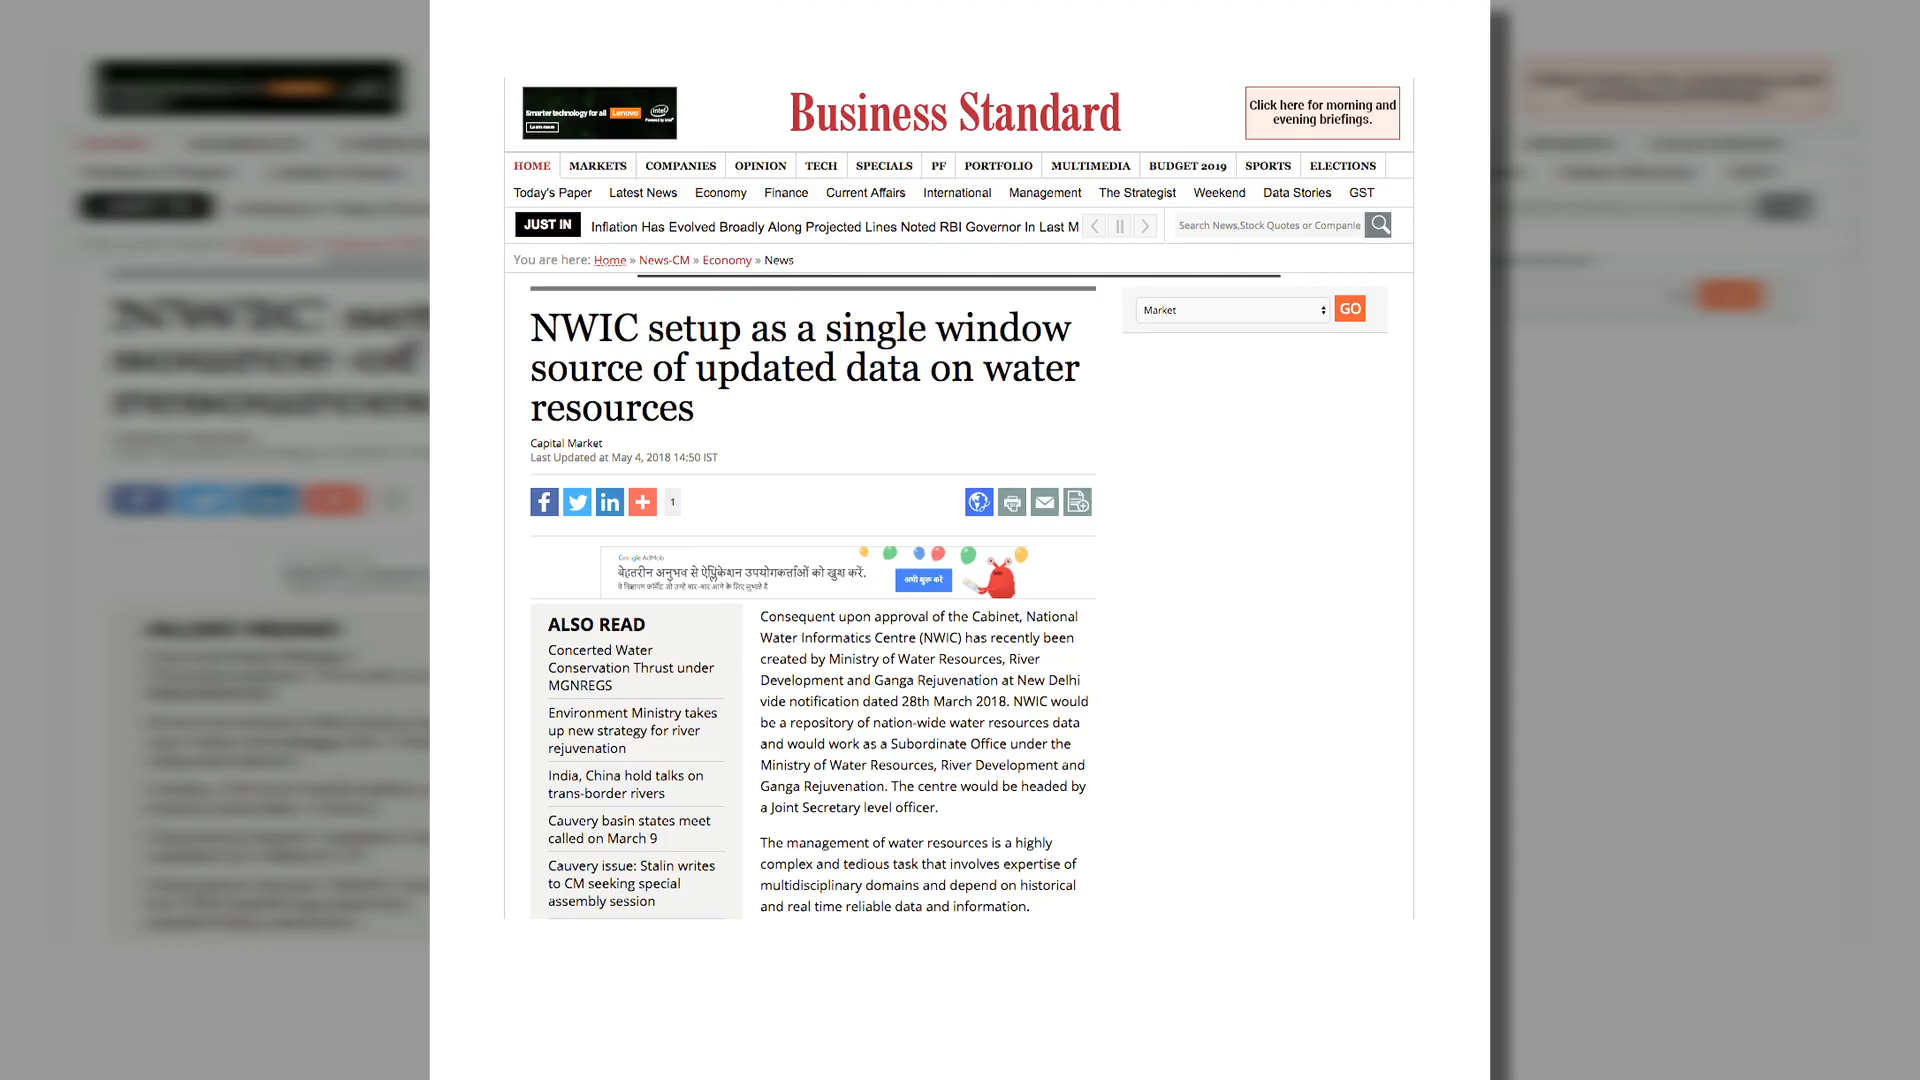 Smarter technology for all Lenovo intel
Learn more
Business Standard
Click here for morning and
evening briefings.
HOME MARKETS COMPANIES OPINION TECH SPECIALS PF PORTFOLIO MULTIMEDIA BUDGET 2019 SPORTS ELECTIONS
Today's Paper Latest News Economy Finance Current Affairs International Management The Strategist Weekend Data Stories GST
JUST IN Inflation Has Evolved Broadly Along Projected Lines Noted RBI Governor In Last M Search News,Stock Quotes or Companie
You are here: Home » News-CM » Economy » News
NWIC setup as a single window
source of updated data on water
resources
Market GO
Capital Market
Last Updated at May 4, 2018 14:50 IST
1
Google AdMob
बेहतरीन अनुभव से ऐप्लिकेशन उपयोगकर्ताओं को खुश करें.
वे विज्ञापन फ़ॉर्मेट जो उन्हें बार-बार आने के लिए लुभाते हैं
अभी शुरू करें
ALSO READ
Concerted Water
Conservation Thrust under
MGNREGS
Environment Ministry takes
up new strategy for river
rejuvenation
India, China hold talks on
trans-border rivers
Cauvery basin states meet
called on March 9
Cauvery issue: Stalin writes
to CM seeking special
assembly session
Consequent upon approval of the Cabinet, National
Water Informatics Centre (NWIC) has recently been
created by Ministry of Water Resources, River
Development and Ganga Rejuvenation at New Delhi
vide notification dated 28th March 2018. NWIC would
be a repository of nation-wide water resources data
and would work as a Subordinate Office under the
Ministry of Water Resources, River Development and
Ganga Rejuvenation. The centre would be headed by
a Joint Secretary level officer.
The management of water resources is a highly
complex and tedious task that involves expertise of
multidisciplinary domains and depend on historical
and real time reliable data and information.